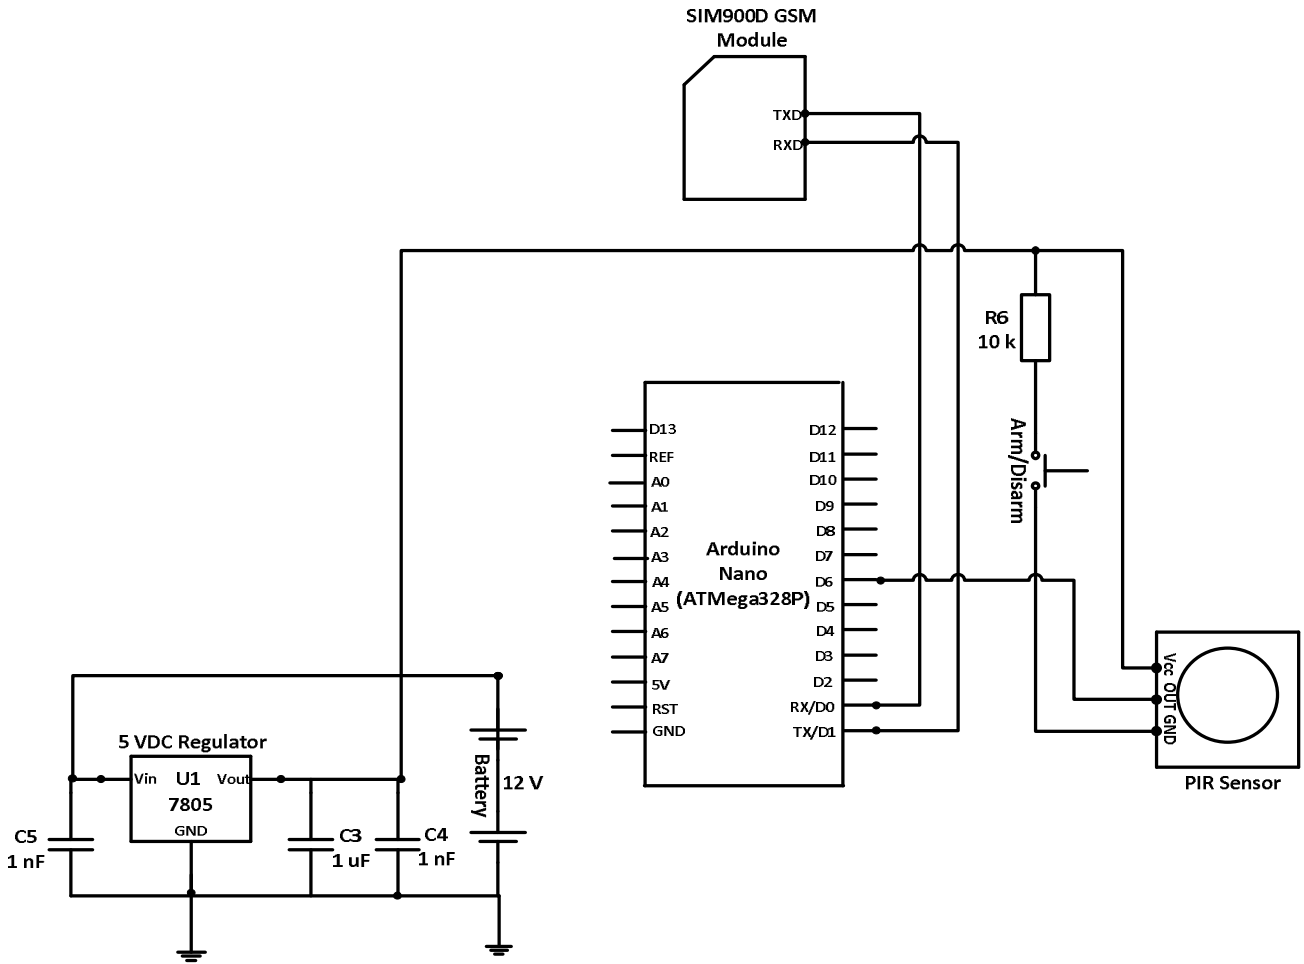 SIM900D GSM
Module
TXD
RXD
R6
10 k
Arm/Disarm
D13
REF
A0
A1
A2
A3
A4
A5
A6
A7
5V
RST
GND
Arduino
Nano
(ATMega328P)
D12
D11
D10
D9
D8
D7
D6
D5
D4
D3
D2
RX/D0
TX/D1
Vcc
OUT
GND
PIR Sensor
5 VDC Regulator
Vin
U1
Vout
7805
GND
C5
1 nF
C3
1 uF
C4
1 nF
Battery
12 V